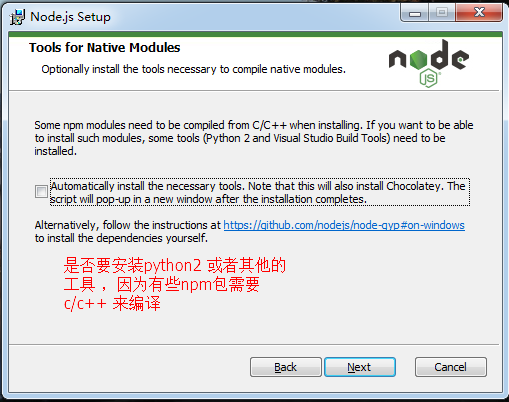 Node.js Setup
Tools for Native Modules
Optionally install the tools necessary to compile native modules.
node
JS
Some npm modules need to be compiled from C/C++ when installing. If you want to be able
to install such modules, some tools (Python 2 and Visual Studio Build Tools) need to be
installed.
Automatically install the necessary tools. Note that this will also install Chocolatey. The
script will pop-up in a new window after the installation completes.
Alternatively, follow the instructions at https://github.com/nodejs/node-gyp#on-windows
to install the dependencies yourself.
是否要安装python2 或者其他的
工具 ，因为有些npm包需要
c/c++ 来编译
Back Next Cancel